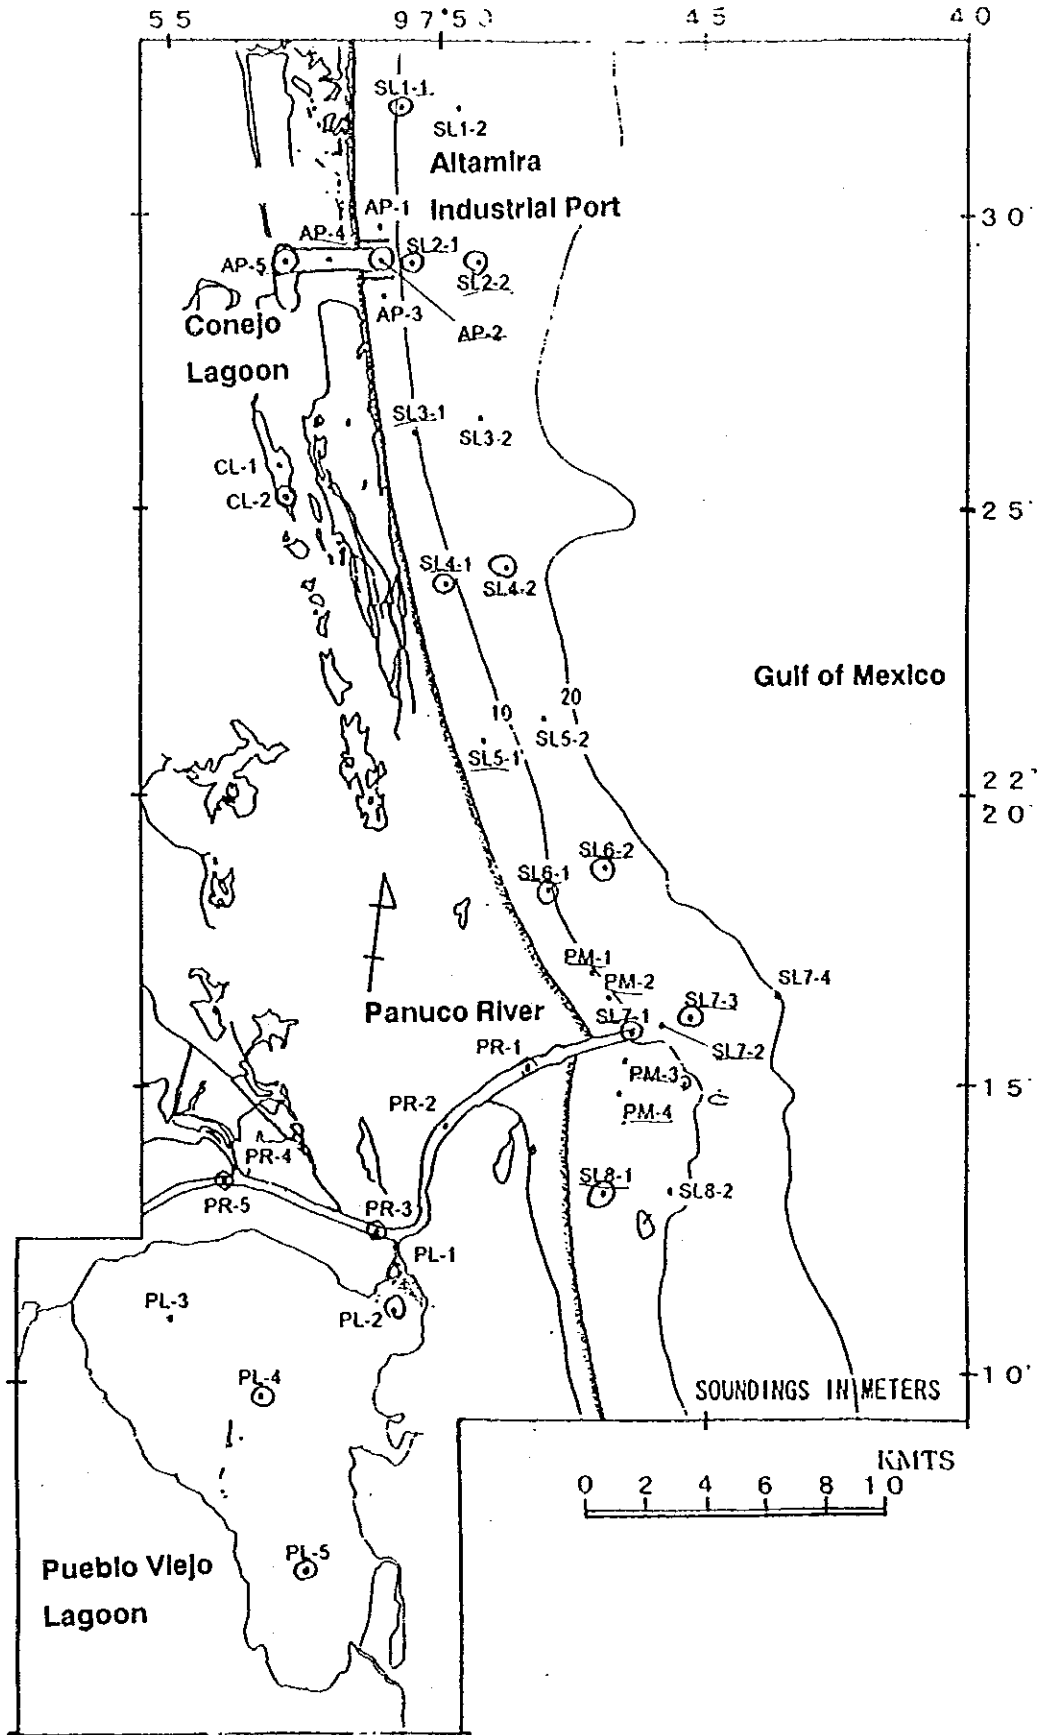 55 97°50 45 40
SL1-1
SL1-2
Altamira
Industrial Port
AP-1
30'
AP-4
SL2-1
AP-5
SL2-2
AP-3
AP-2
Conejo
Lagoon
SL3-1
SL3-2
CL-1
CL-2
25'
SL4-1
SL4-2
Gulf of Mexico
20
10
SL5-2
SL5-1
22°
20'
SL6-2
SL6-1
PM-1
PM-2
SL7-4
SL7-3
Panuco River
SL7-1
SL7-2
PR-1
PM-3
15'
PR-2
PM-4
PR-4
SL8-1
SL8-2
PR-5
PR-3
PL-1
PL-3
PL-2
PL-4
10'
SOUNDINGS IN METERS
KMTS
0 2 4 6 8 10
PL-5
Pueblo Viejo
Lagoon